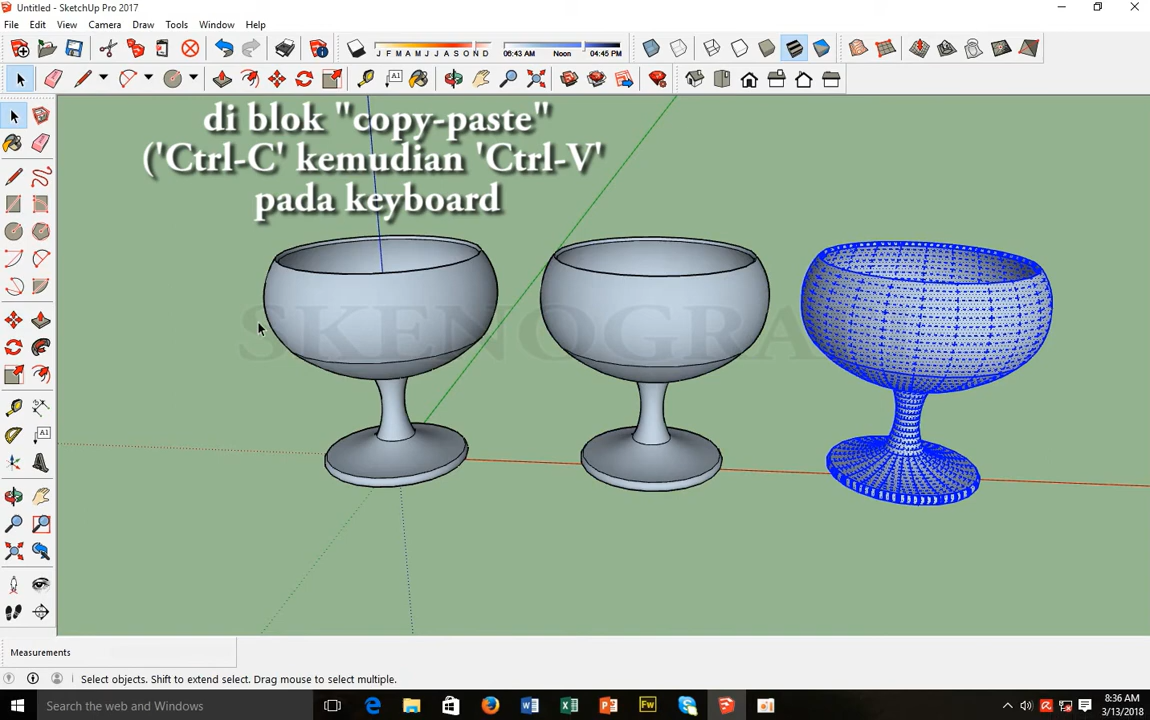 Untitled - SketchUp Pro 2017
File Edit View Camera Draw Tools Window Help
J F M A M J J A S O N D 06:43 AM Noon 04:45 PM
di blok "copy-paste"
('Ctrl-C' kemudian 'Ctrl-V'
pada keyboard
SKENOGRA
Measurements
Select objects. Shift to extend select. Drag mouse to select multiple.
Search the web and Windows
8:36 AM
3/13/2018